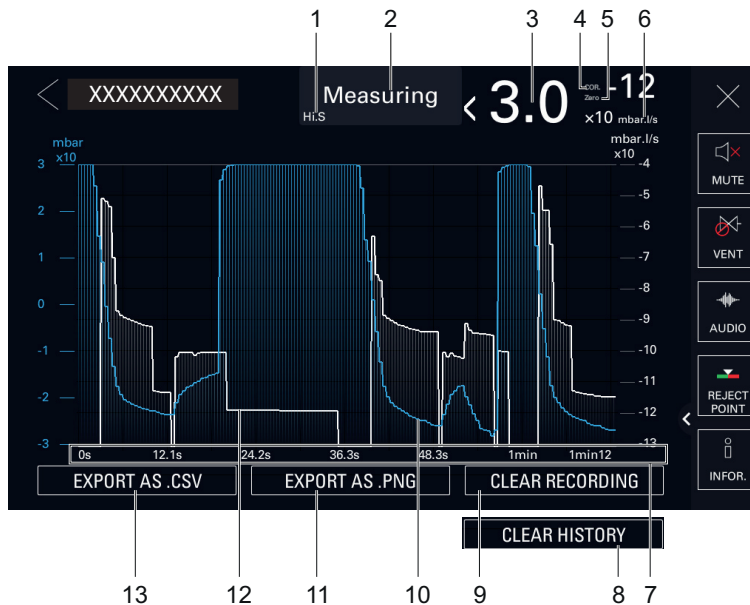 1 2 3 4 5 6
XXXXXXXXXX
Measuring
Hi.S
< 3.0
COR.
Zero
-12
x10 mbar.l/s
mbar
x10
mbar.l/s
x10
3
2
1
0
-1
-2
-3
-4
-5
-6
-7
-8
-9
-10
-11
-12
-13
0s 12.1s 24.2s 36.3s 48.3s 1min 1min12
MUTE
VENT
AUDIO
REJECT
POINT
INFOR.
EXPORT AS .CSV EXPORT AS .PNG CLEAR RECORDING
CLEAR HISTORY
13 12 11 10 9 8 7